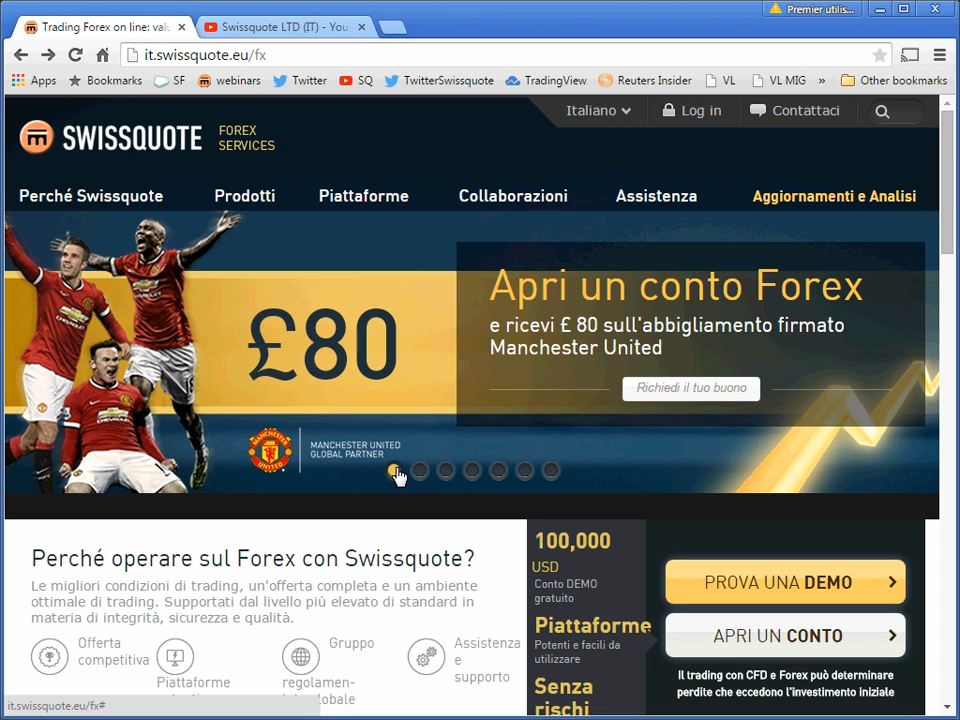 Premier utilis...
Trading Forex on line: valu
Swissquote LTD (IT) - You
it.swissquote.eu/fx
Apps Bookmarks SF webinars Twitter SQ TwitterSwissquote TradingView Reuters Insider VL VL MIG » Other bookmarks
Italiano Log in Contattaci
SWISSQUOTE
FOREX
SERVICES
Perché Swissquote Prodotti Piattaforme Collaborazioni Assistenza Aggiornamenti e Analisi
£80
Apri un conto Forex
e ricevi £ 80 sull'abbigliamento firmato
Manchester United
Richiedi il tuo buono
CHEVROLET
CHEVROLET
CHEVROLET
MANCHESTER UNITED
GLOBAL PARTNER
Perché operare sul Forex con Swissquote?
Le migliori condizioni di trading, un'offerta completa e un ambiente
ottimale di trading. Supportati dal livello più elevato di standard in
materia di integrità, sicurezza e qualità.
Offerta
competitiva
Piattaforme
Gruppo
regolamen-
Assistenza
e
supporto
100,000
USD
Conto DEMO
gratuito
Piattaforme
Potenti e facili da
utilizzare
Senza
rischi
PROVA UNA DEMO
APRI UN CONTO
Il trading con CFD e Forex può determinare
perdite che eccedono l'investimento iniziale
it.swissquote.eu/fx#